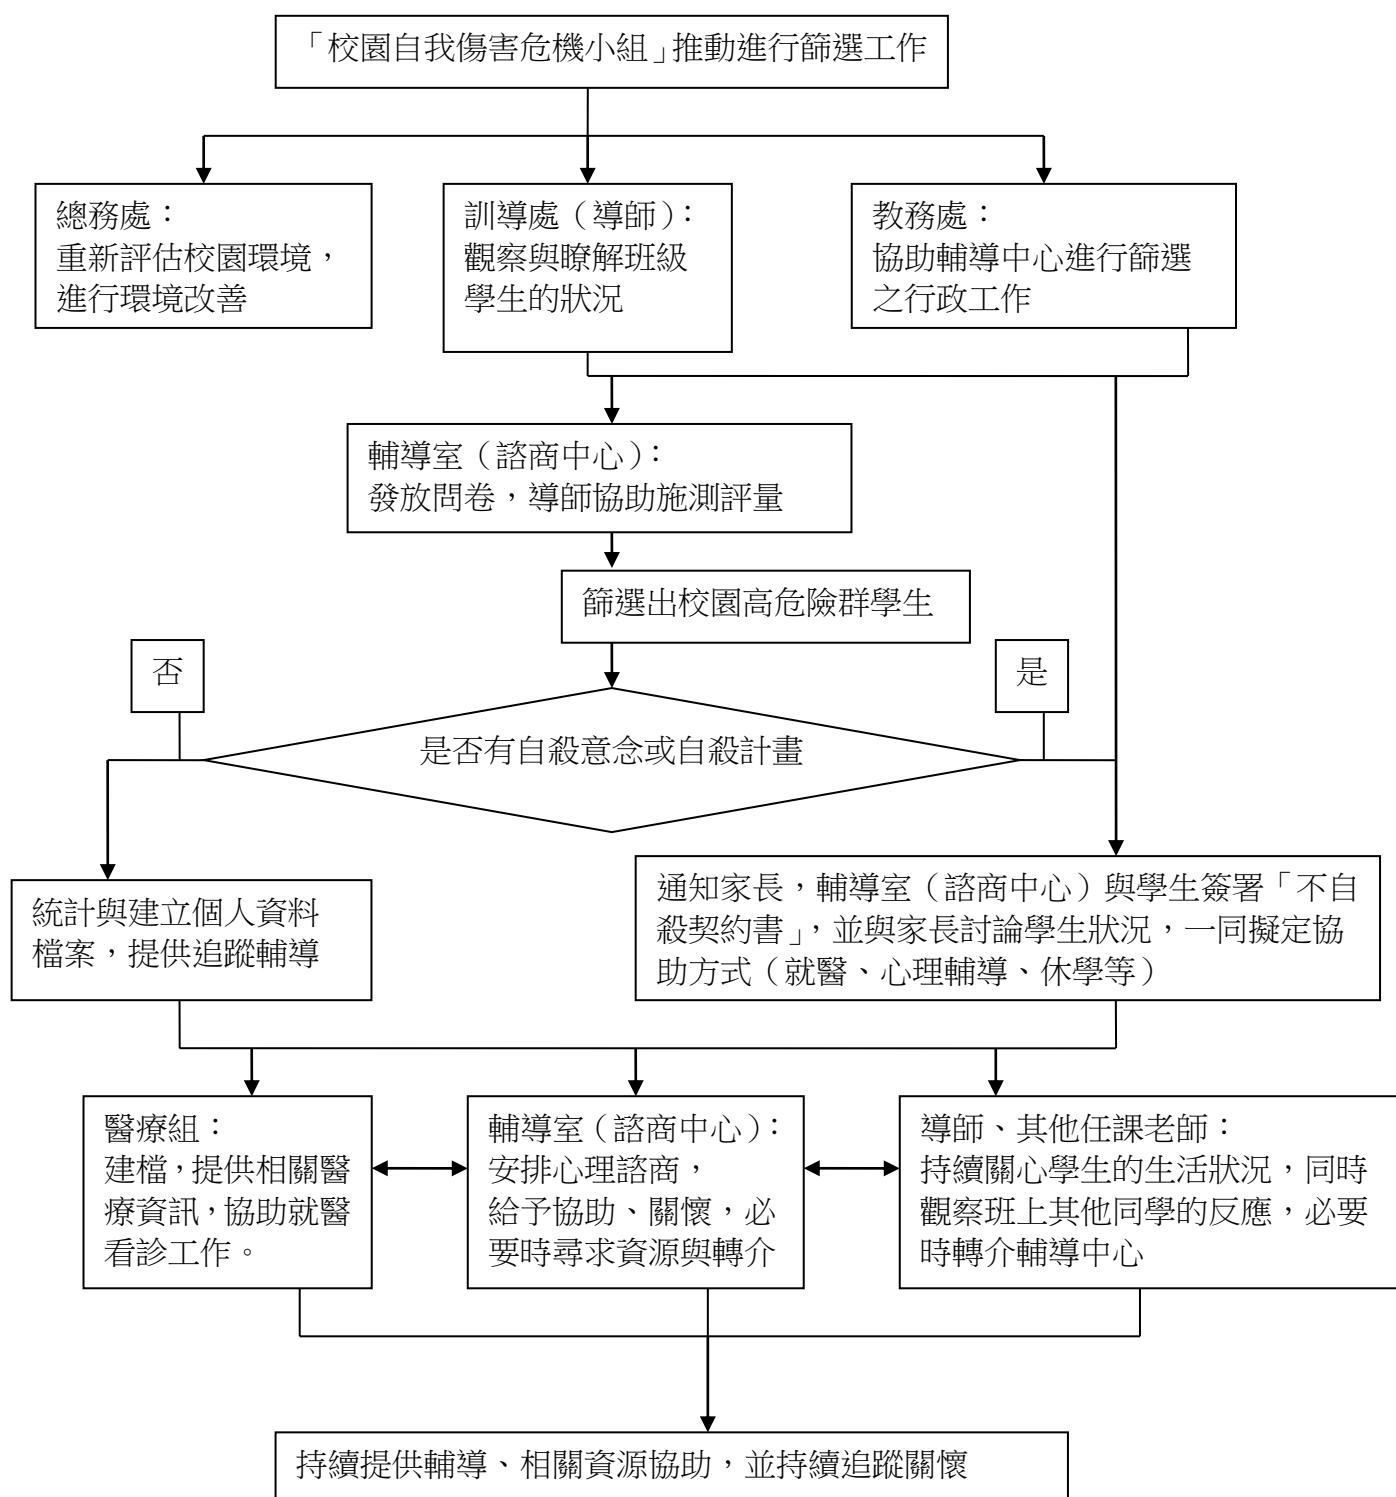 「校園自我傷害危機小組」推動進行篩選工作
總務處：
重新評估校園環境，
進行環境改善
訓導處（導師）：
觀察與瞭解班級
學生的狀況
教務處：
協助輔導中心進行篩選
之行政工作
輔導室（諮商中心）：
發放問卷，導師協助施測評量
篩選出校園高危險群學生
否
是
是否有自殺意念或自殺計畫
統計與建立個人資料
檔案，提供追蹤輔導
通知家長，輔導室（諮商中心）與學生簽署「不自
殺契約書」，並與家長討論學生狀況，一同擬定協
助方式（就醫、心理輔導、休學等）
醫療組：
建檔，提供相關醫
療資訊，協助就醫
看診工作。
輔導室（諮商中心）：
安排心理諮商，
給予協助、關懷，必
要時尋求資源與轉介
導師、其他任課老師：
持續關心學生的生活狀況，同時
觀察班上其他同學的反應，必要
時轉介輔導中心
持續提供輔導、相關資源協助，並持續追蹤關懷